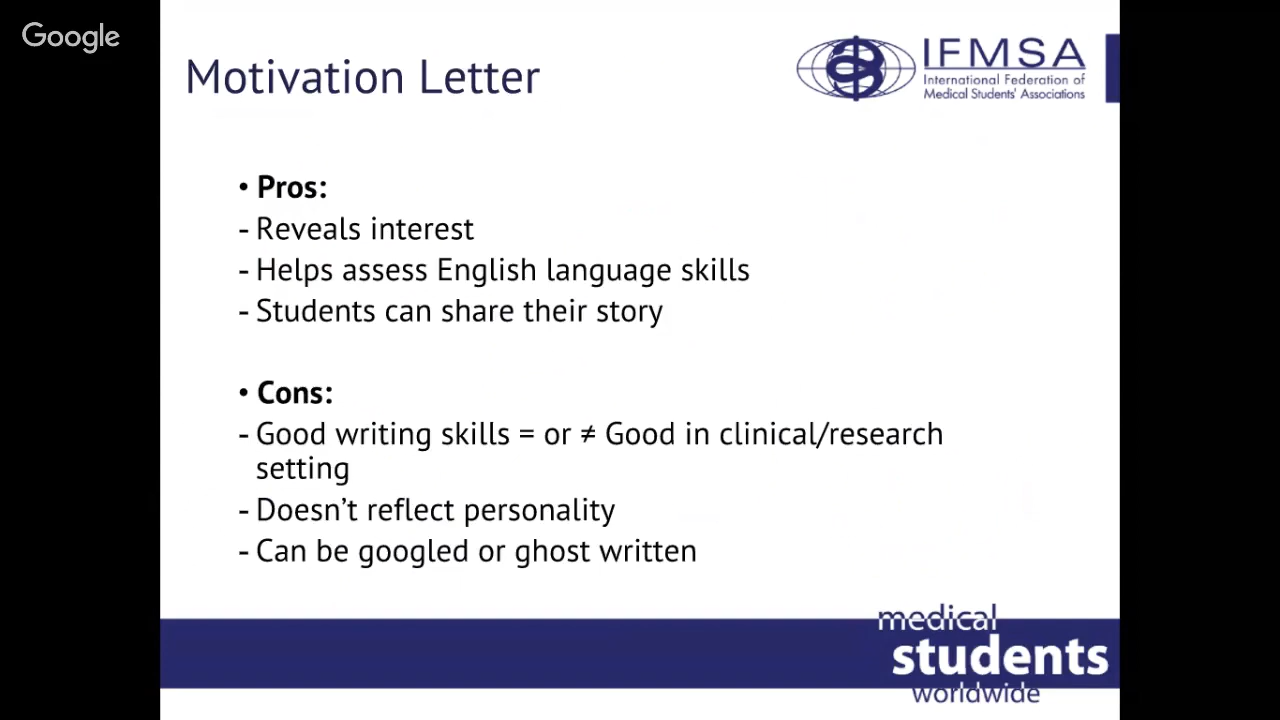 Google
Motivation Letter
IFMSA
International Federation of
Medical Students' Associations
• Pros:
- Reveals interest
- Helps assess English language skills
- Students can share their story
• Cons:
- Good writing skills = or ≠ Good in clinical/research
setting
- Doesn’t reflect personality
- Can be googled or ghost written
medical
students
worldwide